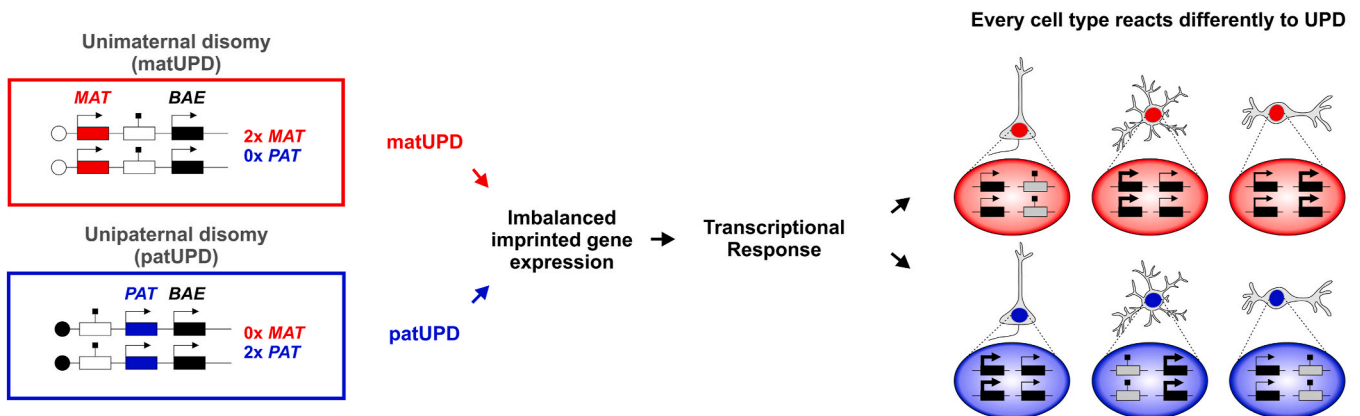 Every cell type reacts differently to UPD
Unimaternal disomy
(matUPD)
MAT BAE
2x MAT
0x PAT
matUPD
Unipaternal disomy
(patUPD)
PAT BAE
0x MAT
2x PAT
patUPD
Imbalanced
imprinted gene
expression
Transcriptional
Response